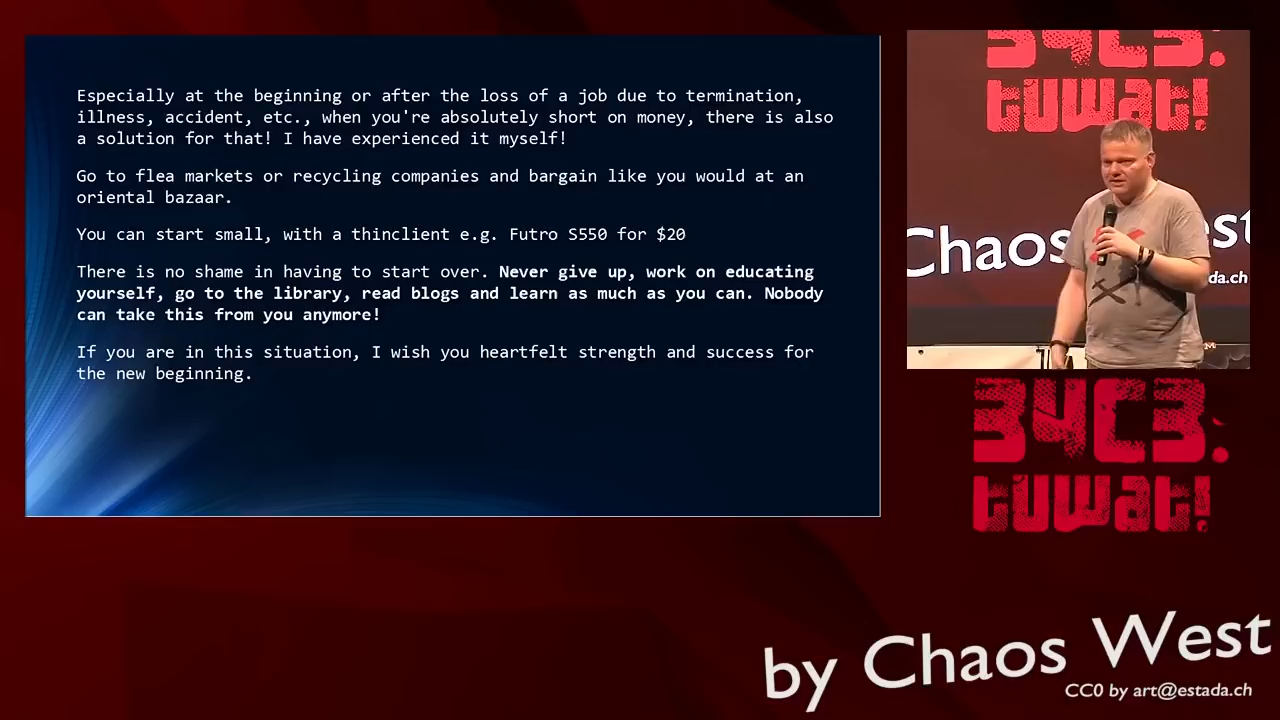 Especially at the beginning or after the loss of a job due to termination,
illness, accident, etc., when you're absolutely short on money, there is also
a solution for that! I have experienced it myself!
Go to flea markets or recycling companies and bargain like you would at an
oriental bazaar.
You can start small, with a thinclient e.g. Futro S550 for $20
There is no shame in having to start over. Never give up, work on educating
yourself, go to the library, read blogs and learn as much as you can. Nobody
can take this from you anymore!
If you are in this situation, I wish you heartfelt strength and success for
the new beginning.
34C3.
tuwat!
Chaos
st
da.ch
34C3.
tuwat!
by Chaos West
CC0 by art@estada.ch